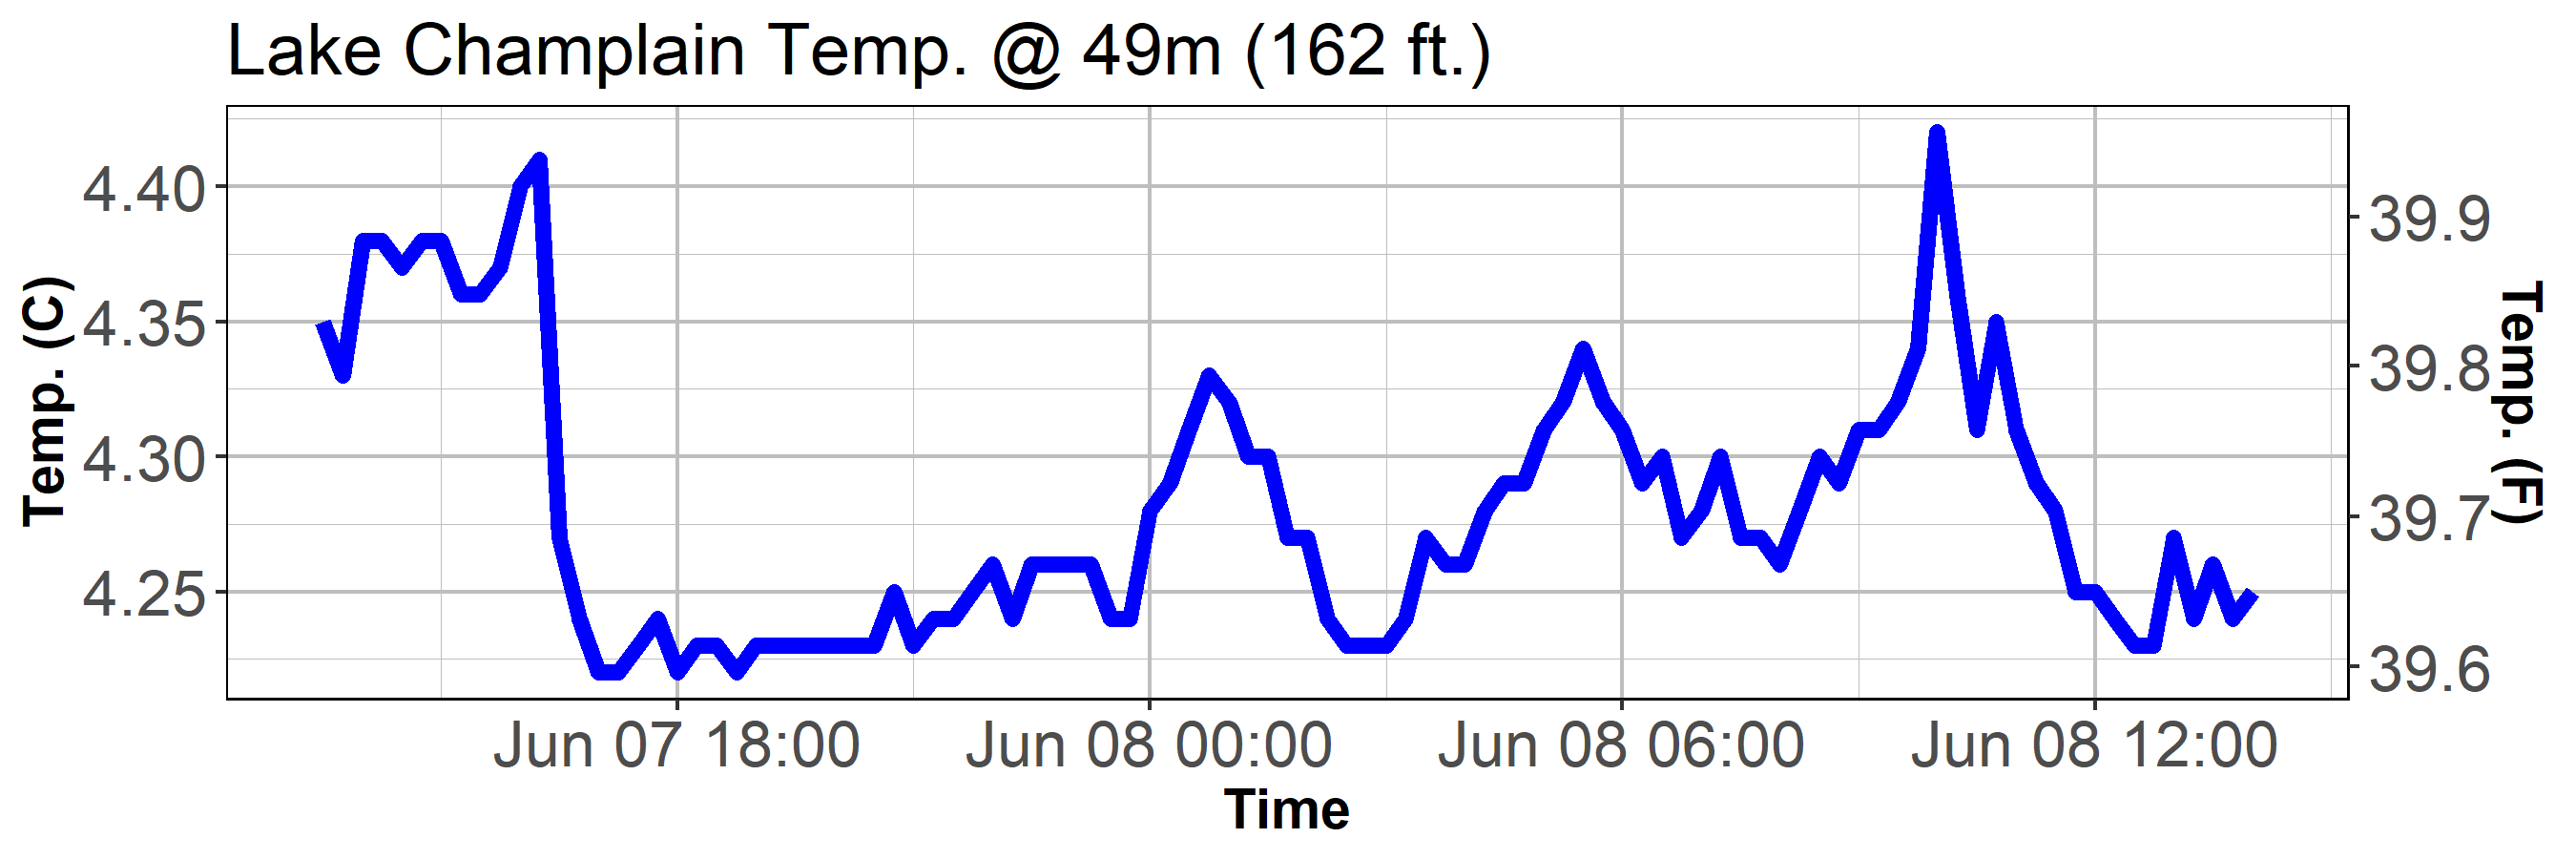 Lake Champlain Temp. @ 49m (162 ft.)
Temp. (C)
4.40
4.35
4.30
4.25
39.9
39.8
39.7
39.6
Temp. (F)
Jun 07 18:00 Jun 08 00:00 Jun 08 06:00 Jun 08 12:00
Time